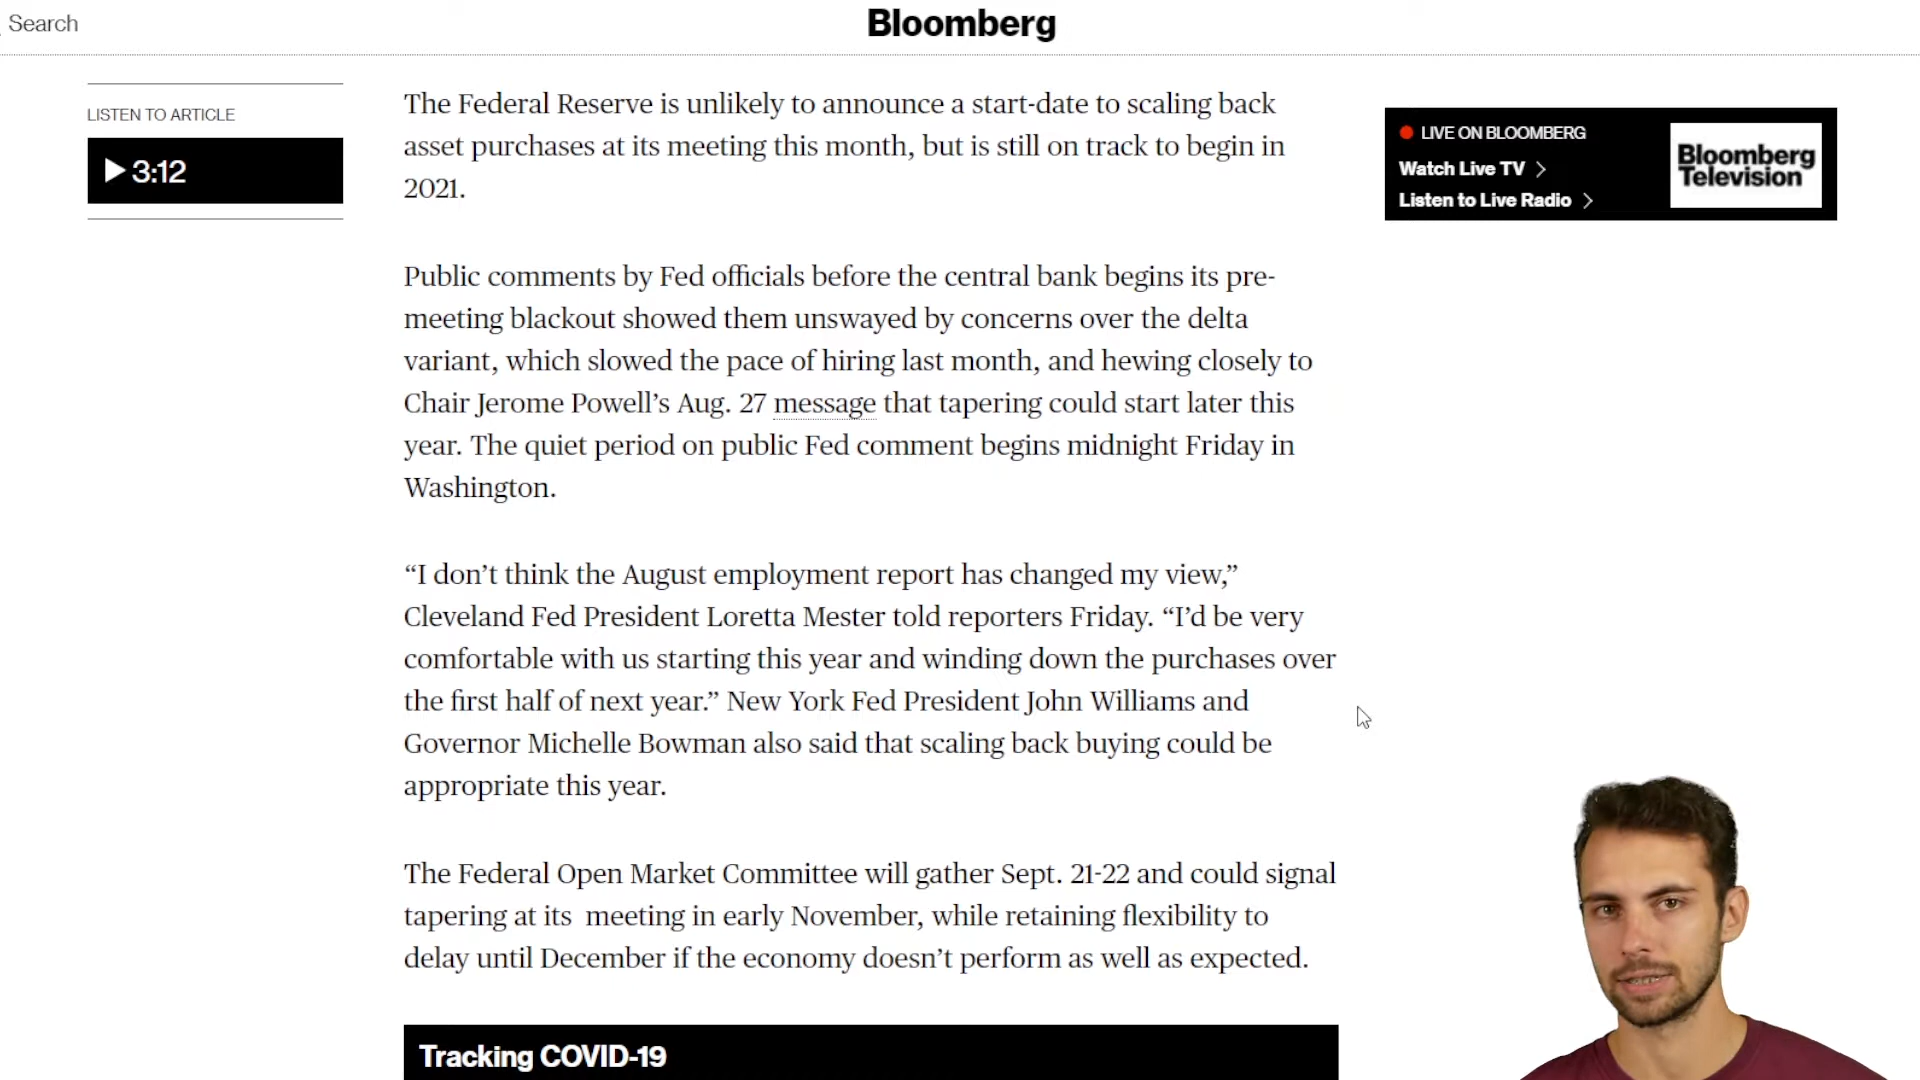 Search
Bloomberg
LISTEN TO ARTICLE
3:12
The Federal Reserve is unlikely to announce a start-date to scaling back
asset purchases at its meeting this month, but is still on track to begin in
2021.
Public comments by Fed officials before the central bank begins its pre-
meeting blackout showed them unswayed by concerns over the delta
variant, which slowed the pace of hiring last month, and hewing closely to
Chair Jerome Powell’s Aug. 27 message that tapering could start later this
year. The quiet period on public Fed comment begins midnight Friday in
Washington.
“I don’t think the August employment report has changed my view,”
Cleveland Fed President Loretta Mester told reporters Friday. “I’d be very
comfortable with us starting this year and winding down the purchases over
the first half of next year.” New York Fed President John Williams and
Governor Michelle Bowman also said that scaling back buying could be
appropriate this year.
The Federal Open Market Committee will gather Sept. 21-22 and could signal
tapering at its meeting in early November, while retaining flexibility to
delay until December if the economy doesn’t perform as well as expected.
Tracking COVID-19
LIVE ON BLOOMBERG
Watch Live TV
Listen to Live Radio
Bloomberg
Television